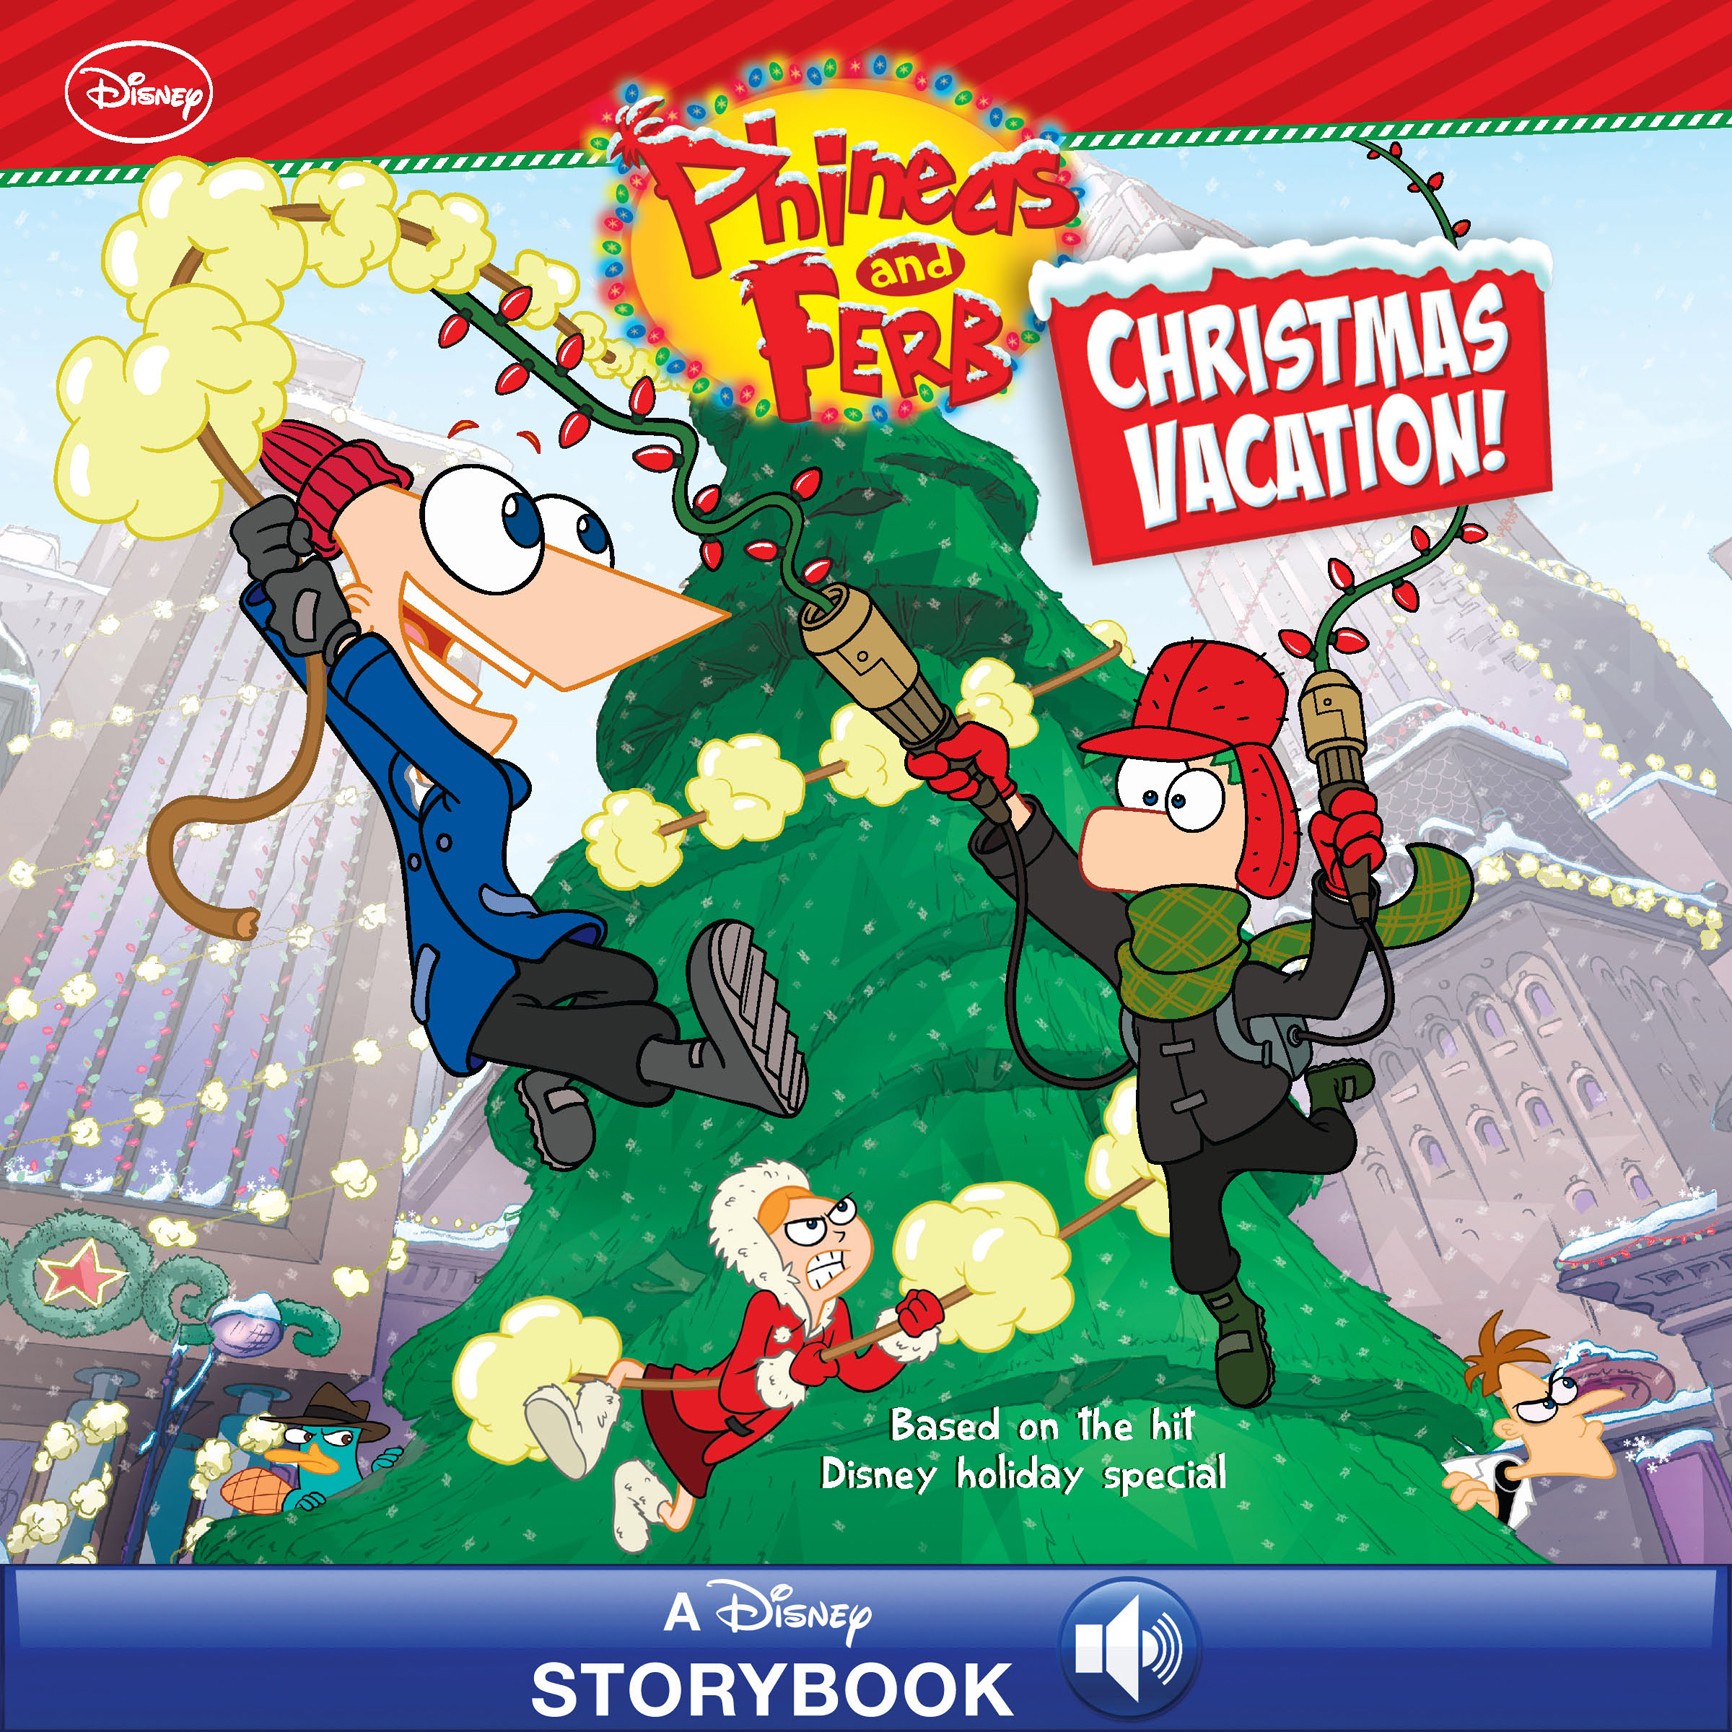 Disney
Phineas
and
Ferb
CHRISTMAS
VACATION!
Based on the hit
Disney holiday special
A Disney
STORYBOOK